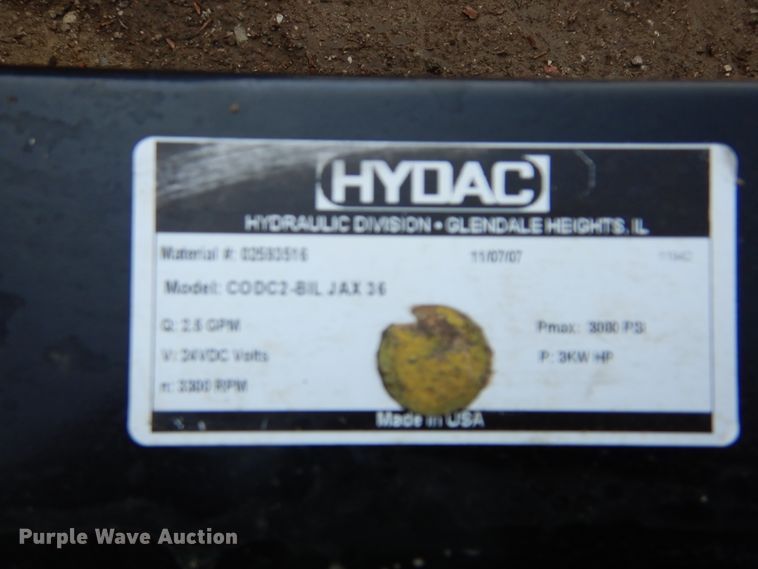 HYDAC
HYDRAULIC DIVISION • GLENDALE HEIGHTS, IL
Material #: 02593516 11/07/07
Model: CODC2-BIL JAX 36
Q: 2.5 GPM Pmax: 3000 PSI
V: 24VDC Volts P: 3KW HP
n: 3300 RPM
Made in USA
Purple Wave Auction